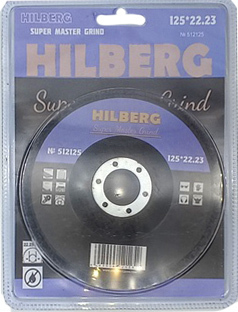 HILBERG
125*22.23
SUPER MASTER GRIND
№ 512125
HILBERG
Super Master Grind
HILBERG
Super Master Grind
№ 512125
125*22.23